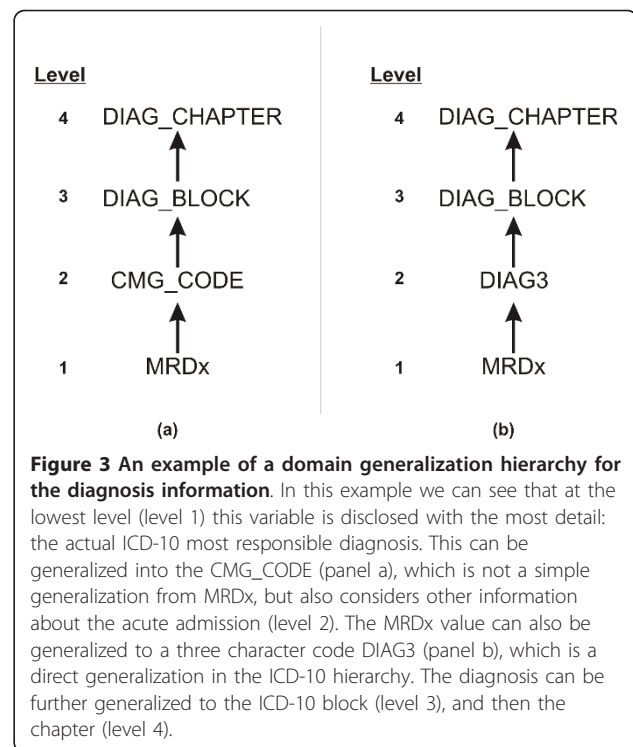 Level
4 DIAG_CHAPTER
3 DIAG_BLOCK
2 CMG_CODE
1 MRDx
(a)
Level
4 DIAG_CHAPTER
3 DIAG_BLOCK
2 DIAG3
1 MRDx
(b)
Figure 3 An example of a domain generalization hierarchy for
the diagnosis information. In this example we can see that at the
lowest level (level 1) this variable is disclosed with the most detail:
the actual ICD-10 most responsible diagnosis. This can be
generalized into the CMG_CODE (panel a), which is not a simple
generalization from MRDx, but also considers other information
about the acute admission (level 2). The MRDx value can also be
generalized to a three character code DIAG3 (panel b), which is a
direct generalization in the ICD-10 hierarchy. The diagnosis can be
further generalized to the ICD-10 block (level 3), and then the
chapter (level 4).